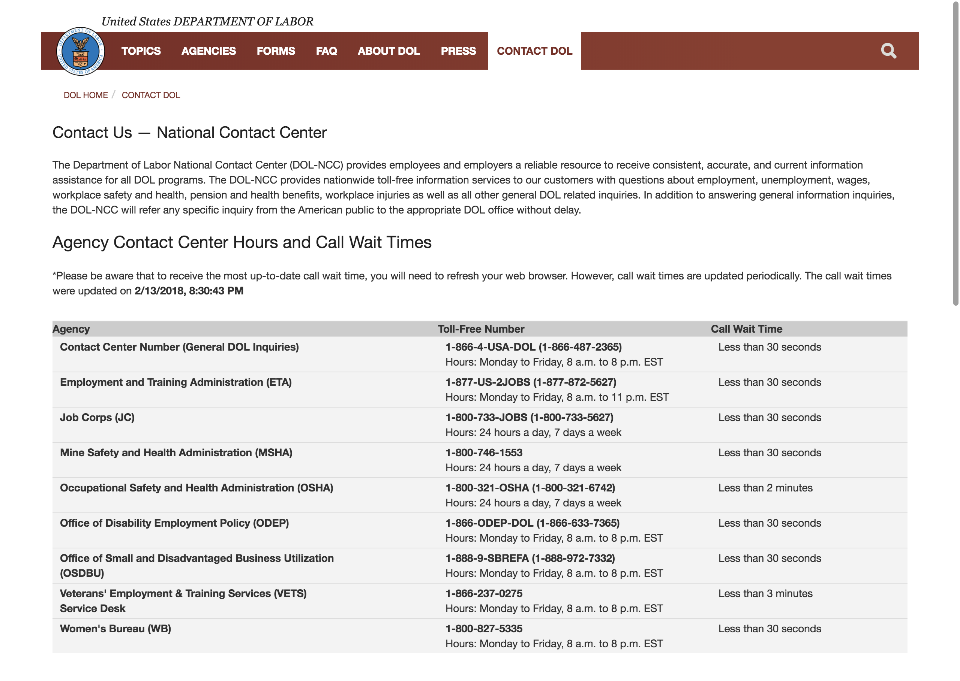 United States DEPARTMENT OF LABOR
TOPICS AGENCIES FORMS FAQ ABOUT DOL PRESS CONTACT DOL
DOL HOME / CONTACT DOL
Contact Us — National Contact Center
The Department of Labor National Contact Center (DOL-NCC) provides employees and employers a reliable resource to receive consistent, accurate, and current information
assistance for all DOL programs. The DOL-NCC provides nationwide toll-free information services to our customers with questions about employment, unemployment, wages,
workplace safety and health, pension and health benefits, workplace injuries as well as all other general DOL related inquiries. In addition to answering general information inquiries,
the DOL-NCC will refer any specific inquiry from the American public to the appropriate DOL office without delay.
Agency Contact Center Hours and Call Wait Times
*Please be aware that to receive the most up-to-date call wait time, you will need to refresh your web browser. However, call wait times are updated periodically. The call wait times
were updated on 2/13/2018, 8:30:43 PM
Agency Toll-Free Number Call Wait Time
Contact Center Number (General DOL Inquiries) 1-866-4-USA-DOL (1-866-487-2365) Less than 30 seconds
Hours: Monday to Friday, 8 a.m. to 8 p.m. EST
Employment and Training Administration (ETA) 1-877-US-2JOBS (1-877-872-5627) Less than 30 seconds
Hours: Monday to Friday, 8 a.m. to 11 p.m. EST
Job Corps (JC) 1-800-733-JOBS (1-800-733-5627) Less than 30 seconds
Hours: 24 hours a day, 7 days a week
Mine Safety and Health Administration (MSHA) 1-800-746-1553 Less than 30 seconds
Hours: 24 hours a day, 7 days a week
Occupational Safety and Health Administration (OSHA) 1-800-321-OSHA (1-800-321-6742) Less than 2 minutes
Hours: 24 hours a day, 7 days a week
Office of Disability Employment Policy (ODEP) 1-866-ODEP-DOL (1-866-633-7365) Less than 30 seconds
Hours: Monday to Friday, 8 a.m. to 8 p.m. EST
Office of Small and Disadvantaged Business Utilization 1-888-9-SBREFA (1-888-972-7332) Less than 30 seconds
(OSDBU) Hours: Monday to Friday, 8 a.m. to 8 p.m. EST
Veterans' Employment & Training Services (VETS) 1-866-237-0275 Less than 3 minutes
Service Desk Hours: Monday to Friday, 8 a.m. to 8 p.m. EST
Women's Bureau (WB) 1-800-827-5335 Less than 30 seconds
Hours: Monday to Friday, 8 a.m. to 8 p.m. EST